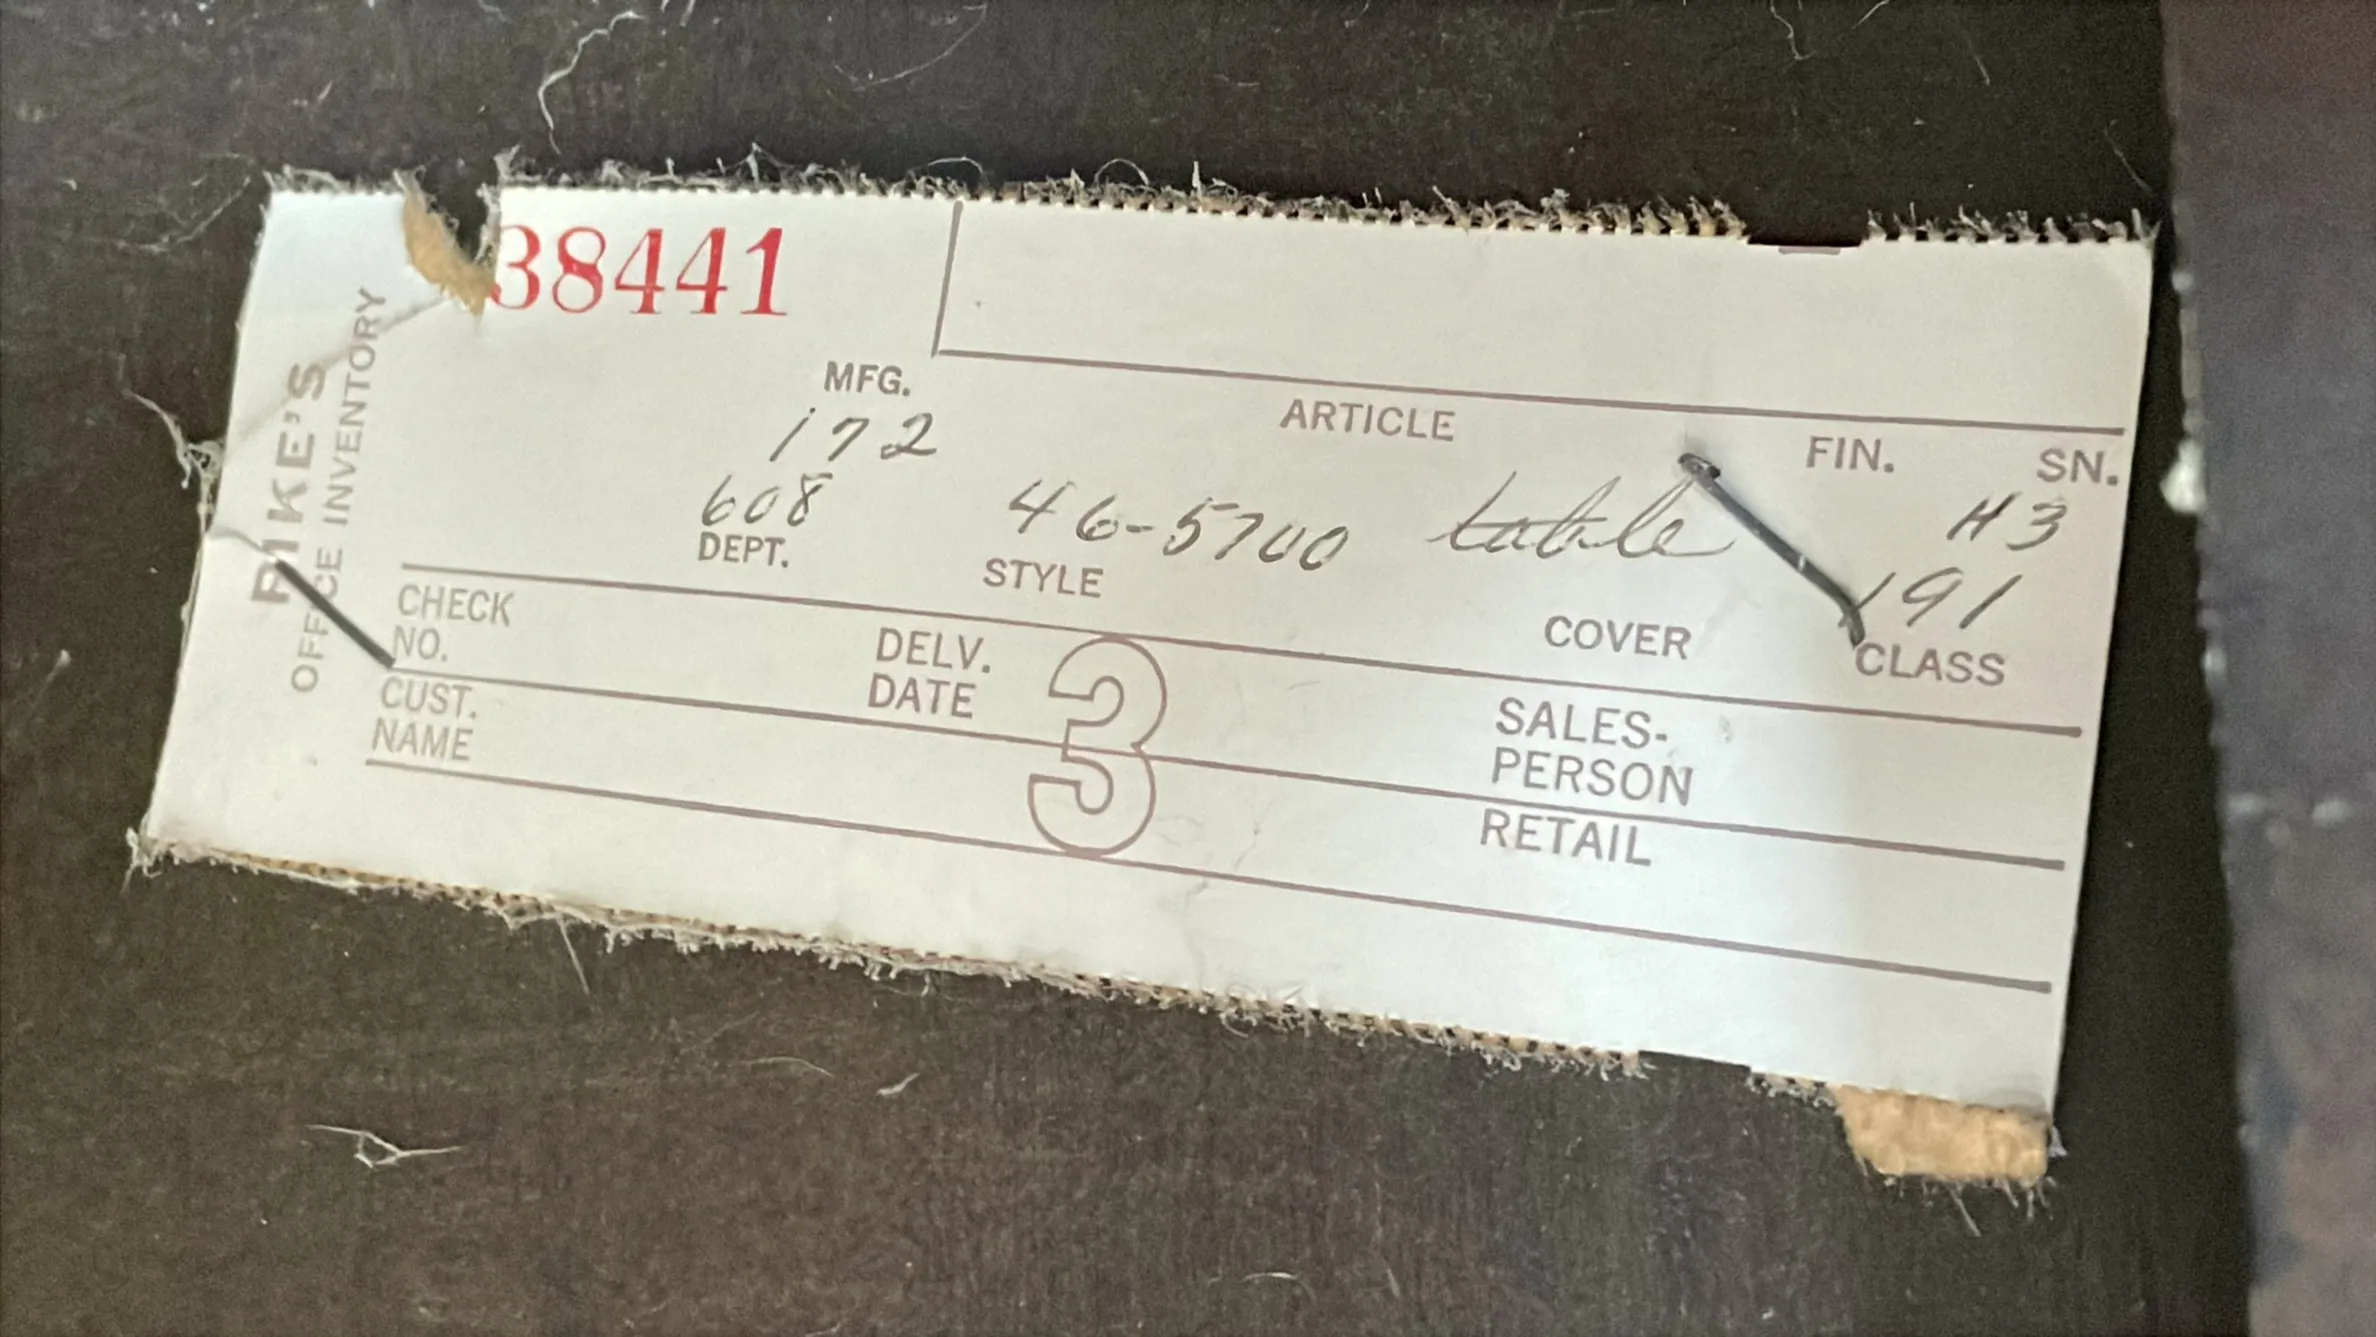 38441
PIKE'S
OFFICE INVENTORY
MFG.
ARTICLE
FIN.
SN.
172
H3
608
46-5700
table
191
DEPT.
STYLE
COVER
CLASS
CHECK
NO.
DELV.
DATE
SALES-
PERSON
CUST.
NAME
3
RETAIL